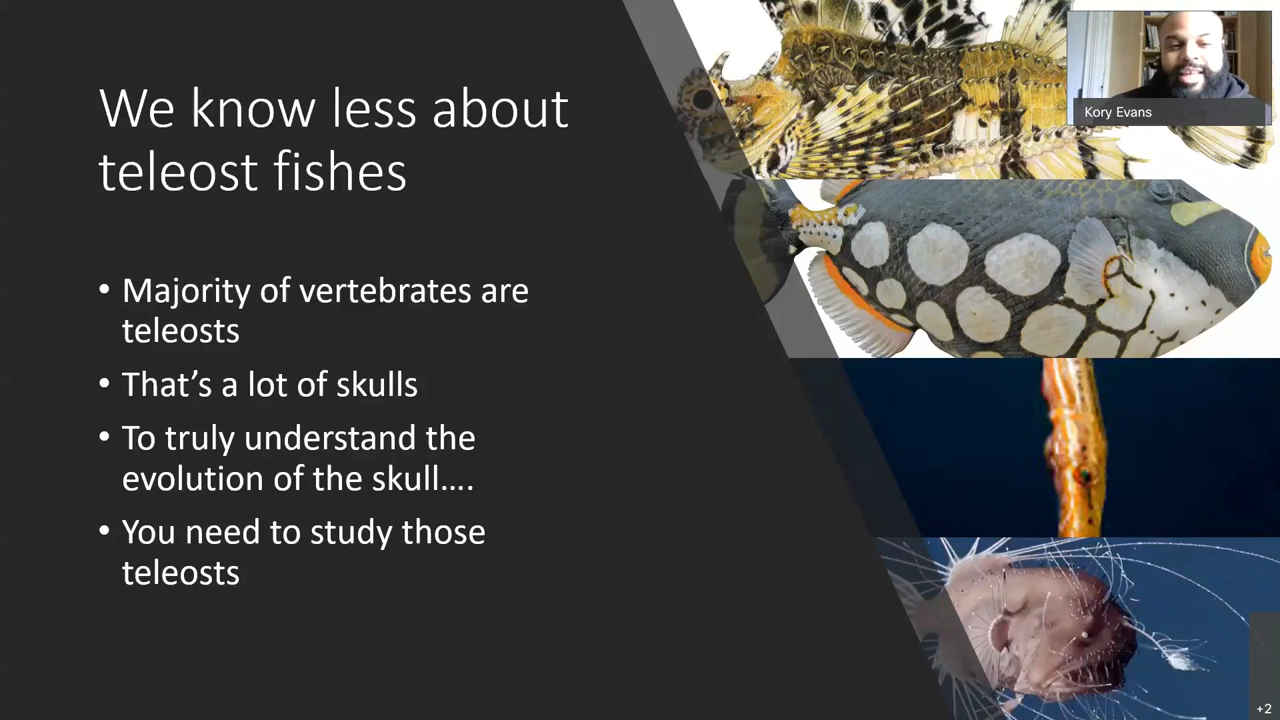 We know less about
teleost fishes
• Majority of vertebrates are
teleosts
• That’s a lot of skulls
• To truly understand the
evolution of the skull….
• You need to study those
teleosts
Kory Evans
+2